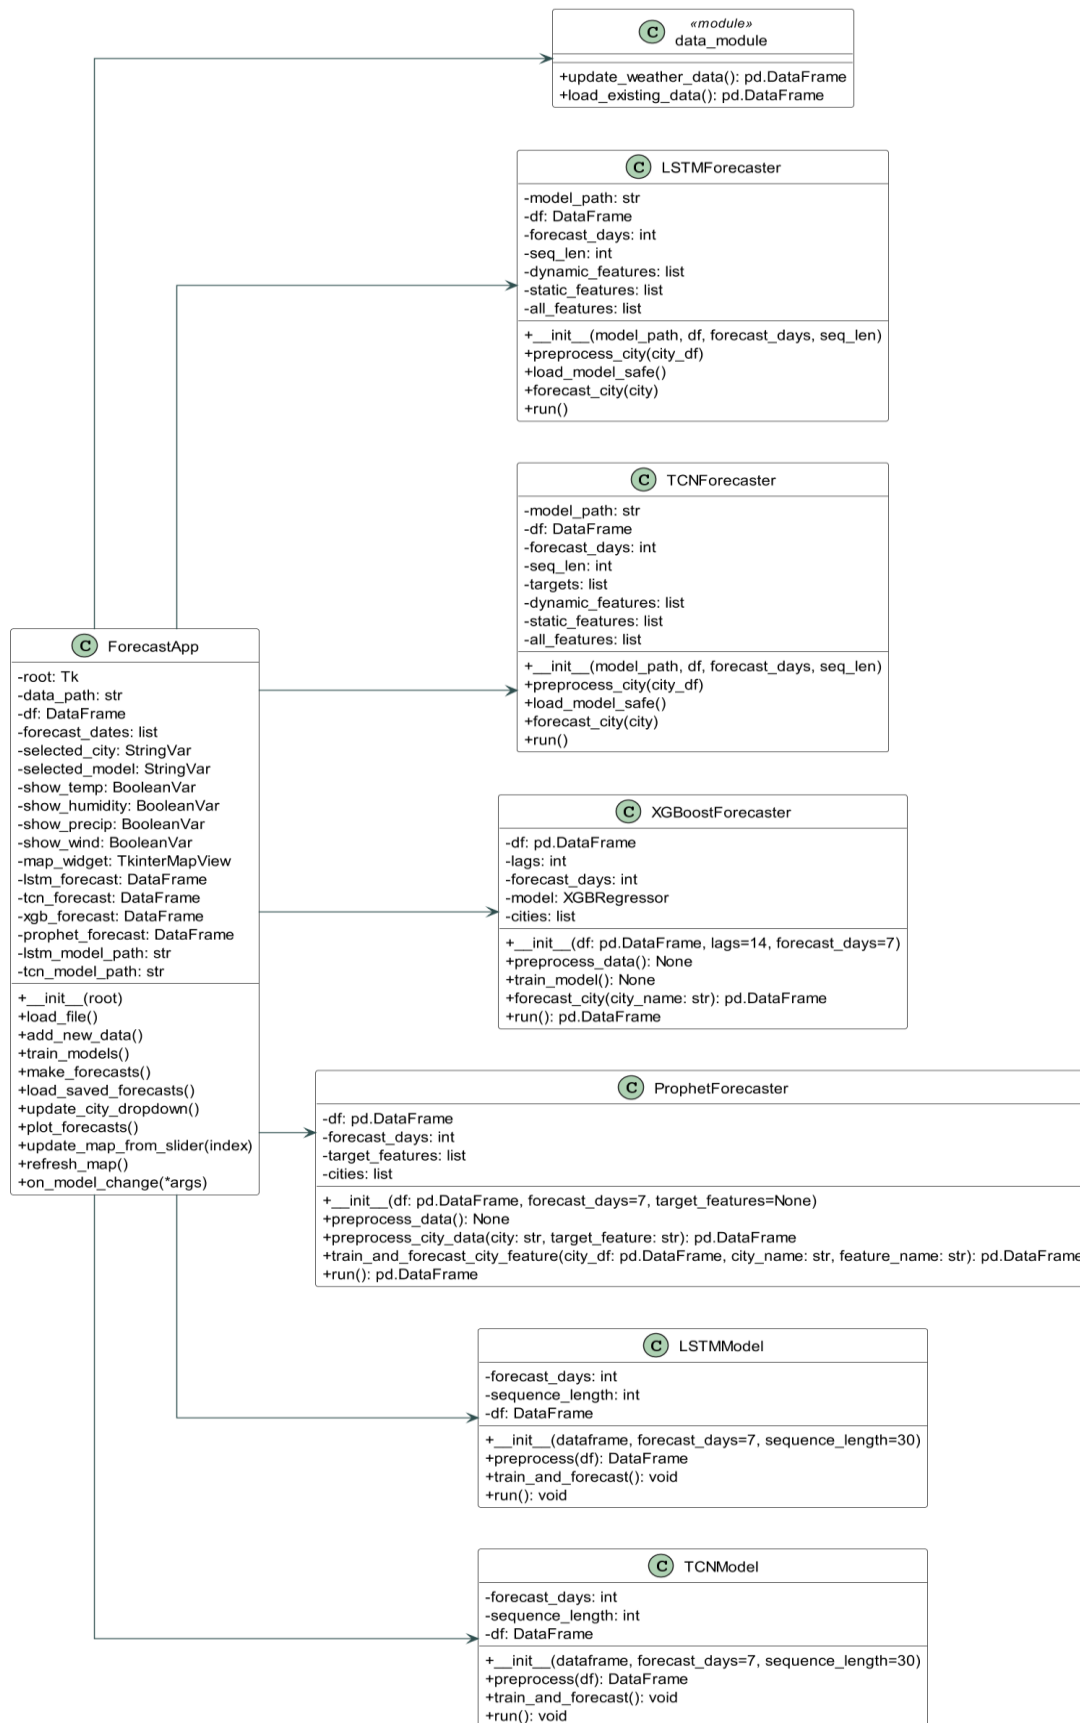 «module»
C data_module
+update_weather_data(): pd.DataFrame
+load_existing_data(): pd.DataFrame
C LSTMForecaster
-model_path: str
-df: DataFrame
-forecast_days: int
-seq_len: int
-dynamic_features: list
-static_features: list
-all_features: list
+__init__(model_path, df, forecast_days, seq_len)
+preprocess_city(city_df)
+load_model_safe()
+forecast_city(city)
+run()
C TCNForecaster
-model_path: str
-df: DataFrame
-forecast_days: int
-seq_len: int
-targets: list
-dynamic_features: list
-static_features: list
-all_features: list
+__init__(model_path, df, forecast_days, seq_len)
+preprocess_city(city_df)
+load_model_safe()
+forecast_city(city)
+run()
C ForecastApp
-root: Tk
-data_path: str
-df: DataFrame
-forecast_dates: list
-selected_city: StringVar
-selected_model: StringVar
-show_temp: BooleanVar
-show_humidity: BooleanVar
-show_precip: BooleanVar
-show_wind: BooleanVar
-map_widget: TkinterMapView
-lstm_forecast: DataFrame
-tcn_forecast: DataFrame
-xgb_forecast: DataFrame
-prophet_forecast: DataFrame
-lstm_model_path: str
-tcn_model_path: str
+__init__(root)
+load_file()
+add_new_data()
+train_models()
+make_forecasts()
+load_saved_forecasts()
+update_city_dropdown()
+plot_forecasts()
+update_map_from_slider(index)
+refresh_map()
+on_model_change(*args)
C XGBoostForecaster
-df: pd.DataFrame
-lags: int
-forecast_days: int
-model: XGBRegressor
-cities: list
+__init__(df: pd.DataFrame, lags=14, forecast_days=7)
+preprocess_data(): None
+train_model(): None
+forecast_city(city_name: str): pd.DataFrame
+run(): pd.DataFrame
C ProphetForecaster
-df: pd.DataFrame
-forecast_days: int
-target_features: list
-cities: list
+__init__(df: pd.DataFrame, forecast_days=7, target_features=None)
+preprocess_data(): None
+preprocess_city_data(city: str, target_feature: str): pd.DataFrame
+train_and_forecast_city_feature(city_df: pd.DataFrame, city_name: str, feature_name: str): pd.DataFrame
+run(): pd.DataFrame
C LSTMModel
-forecast_days: int
-sequence_length: int
-df: DataFrame
+__init__(dataframe, forecast_days=7, sequence_length=30)
+preprocess(df): DataFrame
+train_and_forecast(): void
+run(): void
C TCNModel
-forecast_days: int
-sequence_length: int
-df: DataFrame
+__init__(dataframe, forecast_days=7, sequence_length=30)
+preprocess(df): DataFrame
+train_and_forecast(): void
+run(): void